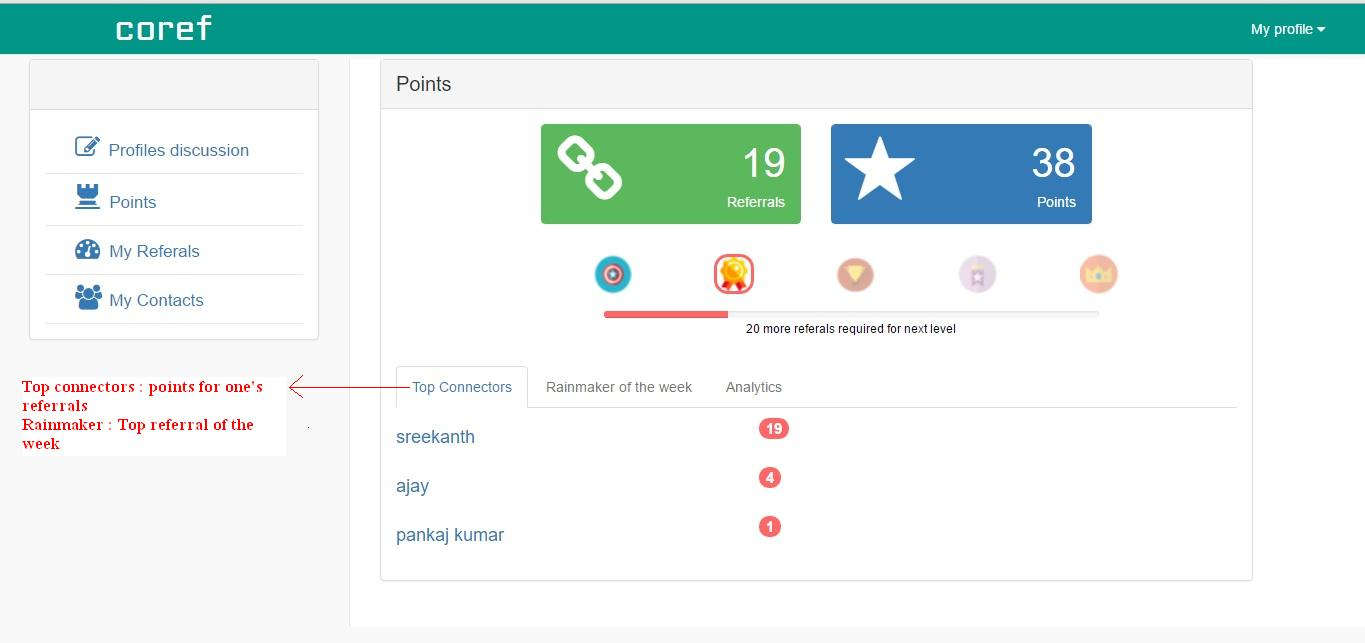 coref
My profile
Points
Profiles discussion
Points
My Referals
My Contacts
19
Referrals
38
Points
20 more referals required for next level
Top connectors : points for one's
referrals
Rainmaker : Top referral of the
week
Top Connectors
Rainmaker of the week
Analytics
sreekanth
19
ajay
4
pankaj kumar
1